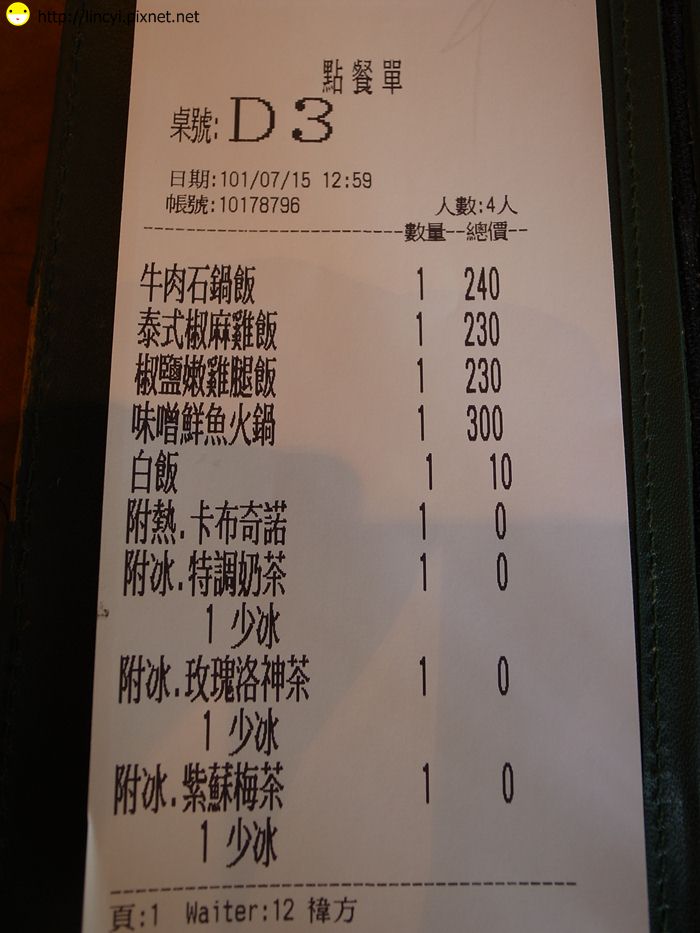 http://lincyi.pixnet.net
點餐單
桌號:D3
日期:101/07/15 12:59
帳號:10178796 人數:4人
--數量--總價--
牛肉石鍋飯 1 240
泰式椒麻雞飯 1 230
椒鹽嫩雞腿飯 1 230
味噌鮮魚火鍋 1 300
白飯 1 10
附熱.卡布奇諾 1 0
附冰.特調奶茶 1 0
1 少冰
附冰.玫瑰洛神茶 1 0
1 少冰
附冰.紫蘇梅茶 1 0
1 少冰
頁:1 Waiter:12 禕方